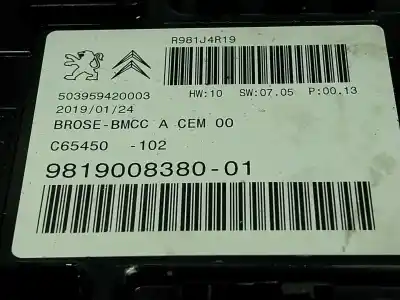 R981J4R19
503959420003 HW:10 SW:07.05 P:00.13
2019/01/24
BROSE-BMCC A CEM 00
C65450 -102
9819008380-01